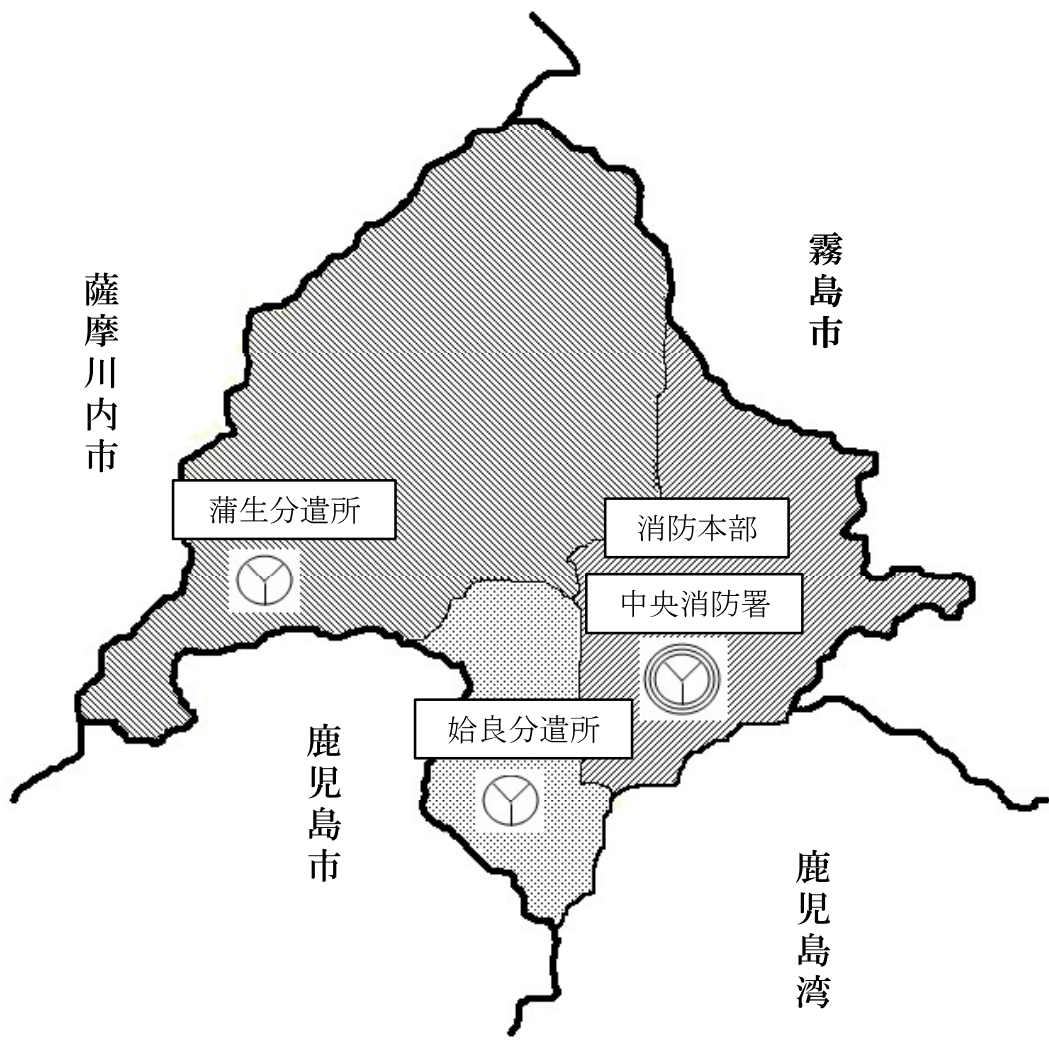 霧島市
薩摩川内市
蒲生分遣所
消防本部
中央消防署
姶良分遣所
鹿児島市
鹿児島湾